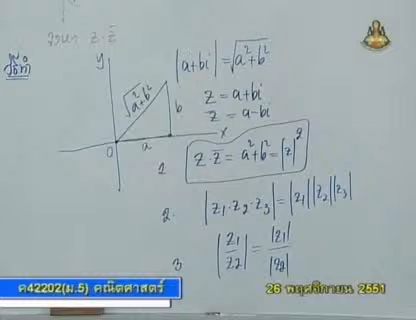 z · z̄
วิธีทำ
y
|a+bi| = √a²+b²
√a²+b²
b
z = a+bi
z̄ = a-bi
x
0
a
1 z·z̄ = a²+b² = |z|²
2. |z₁·z₂·z₃| = |z₁||z₂||z₃|
3 |z₁/z₂| = |z₁|/|z₂|
ค42202(ม.5) คณิตศาสตร์
26 พฤศจิกายน 2551